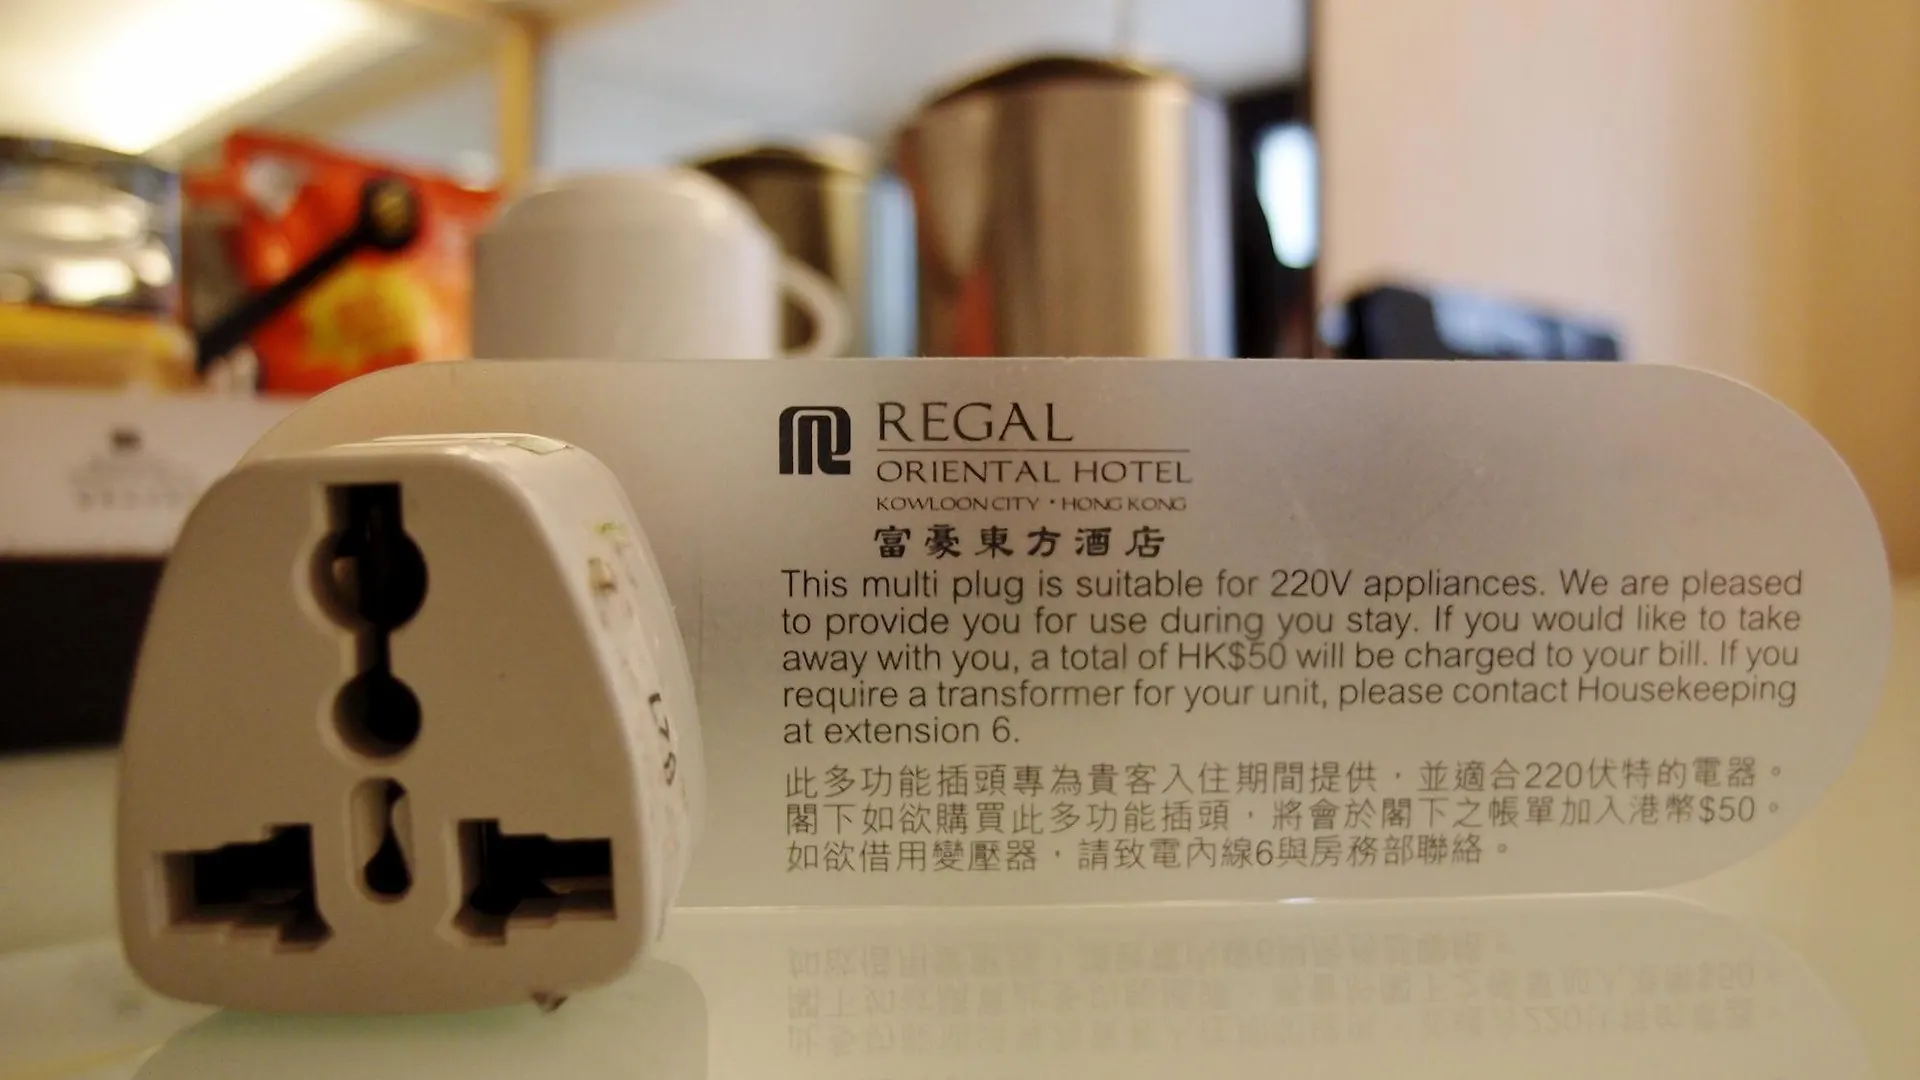 REGAL
ORIENTAL HOTEL
KOWLOON CITY • HONG KONG
富豪東方酒店
This multi plug is suitable for 220V appliances. We are pleased
to provide you for use during you stay. If you would like to take
away with you, a total of HK$50 will be charged to your bill. If you
require a transformer for your unit, please contact Housekeeping
at extension 6.
此多功能插頭專為貴客入住期間提供，並適合220伏特的電器。
閣下如欲購買此多功能插頭，將會於閣下之帳單加入港幣$50。
如欲借用變壓器，請致電內線6與房務部聯絡。